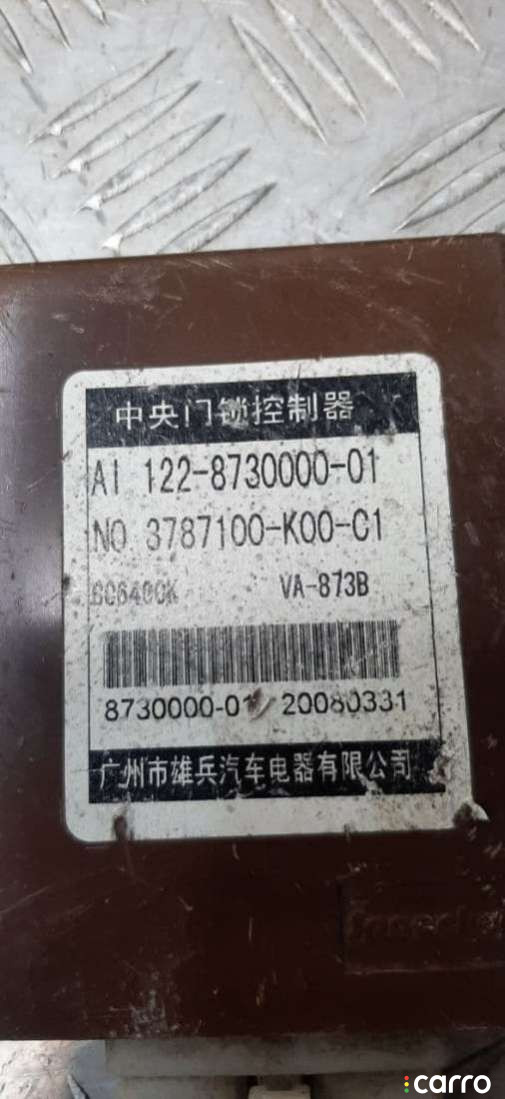 中央门锁控制器
AI 122-8730000-01
NO 3787100-K00-C1
VA-873B
8730000-01 20080331
广州市雄兵汽车电器有限公司
carro